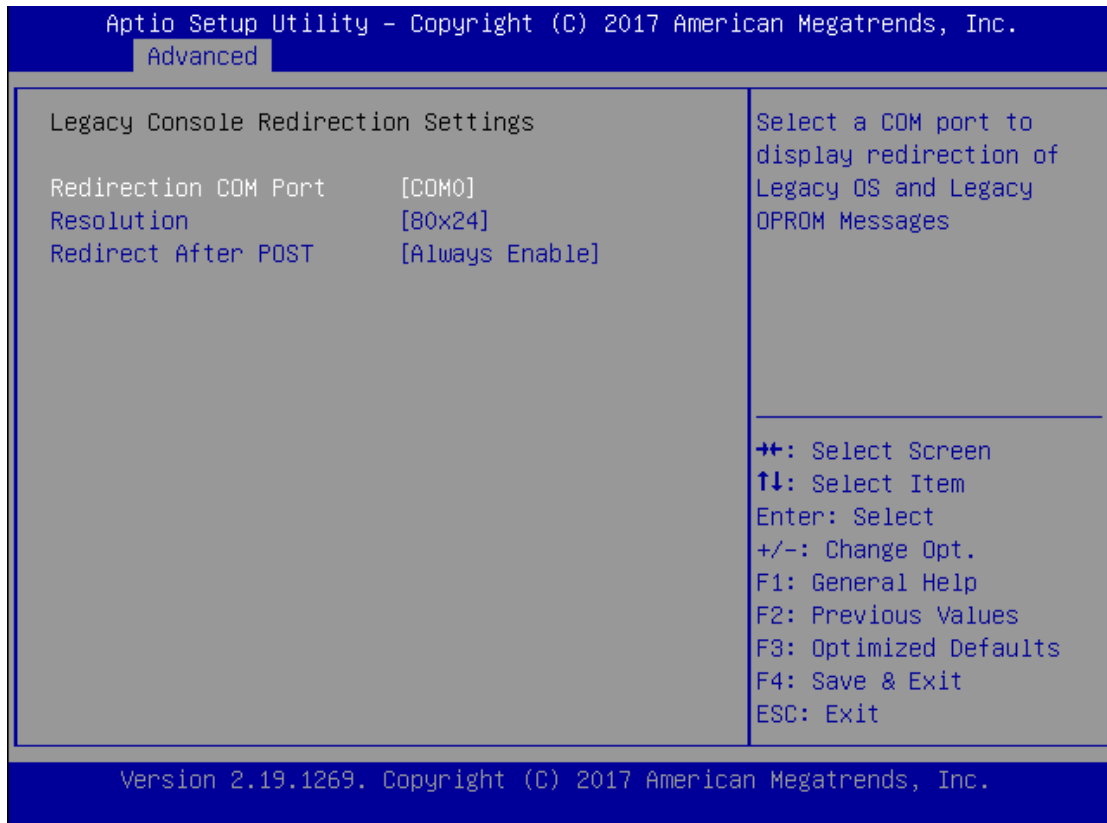 Aptio Setup Utility – Copyright (C) 2017 American Megatrends, Inc.
Advanced
Legacy Console Redirection Settings
Redirection COM Port [COM0]
Resolution [80x24]
Redirect After POST [Always Enable]
Select a COM port to
display redirection of
Legacy OS and Legacy
OPROM Messages
→←: Select Screen
↑↓: Select Item
Enter: Select
+/-: Change Opt.
F1: General Help
F2: Previous Values
F3: Optimized Defaults
F4: Save & Exit
ESC: Exit
Version 2.19.1269. Copyright (C) 2017 American Megatrends, Inc.